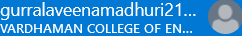 gurralaveenamadhuri21...
VARDHAMAN COLLEGE OF EN...